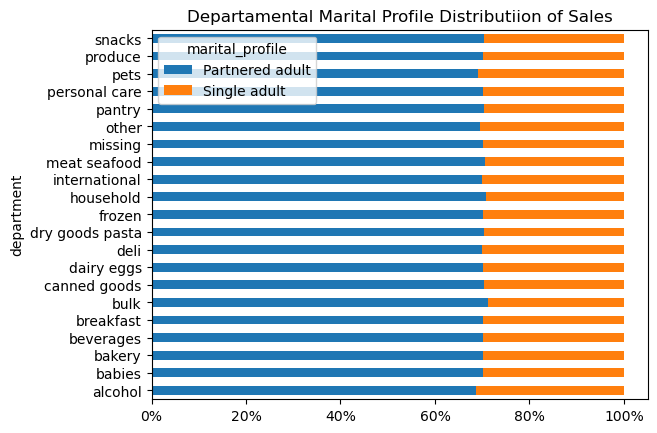 Departamental Marital Profile Distributiion of Sales
marital_profile
Partnered adult
Single adult
department
snacks
produce
pets
personal care
pantry
other
missing
meat seafood
international
household
frozen
dry goods pasta
deli
dairy eggs
canned goods
bulk
breakfast
beverages
bakery
babies
alcohol
0% 20% 40% 60% 80% 100%